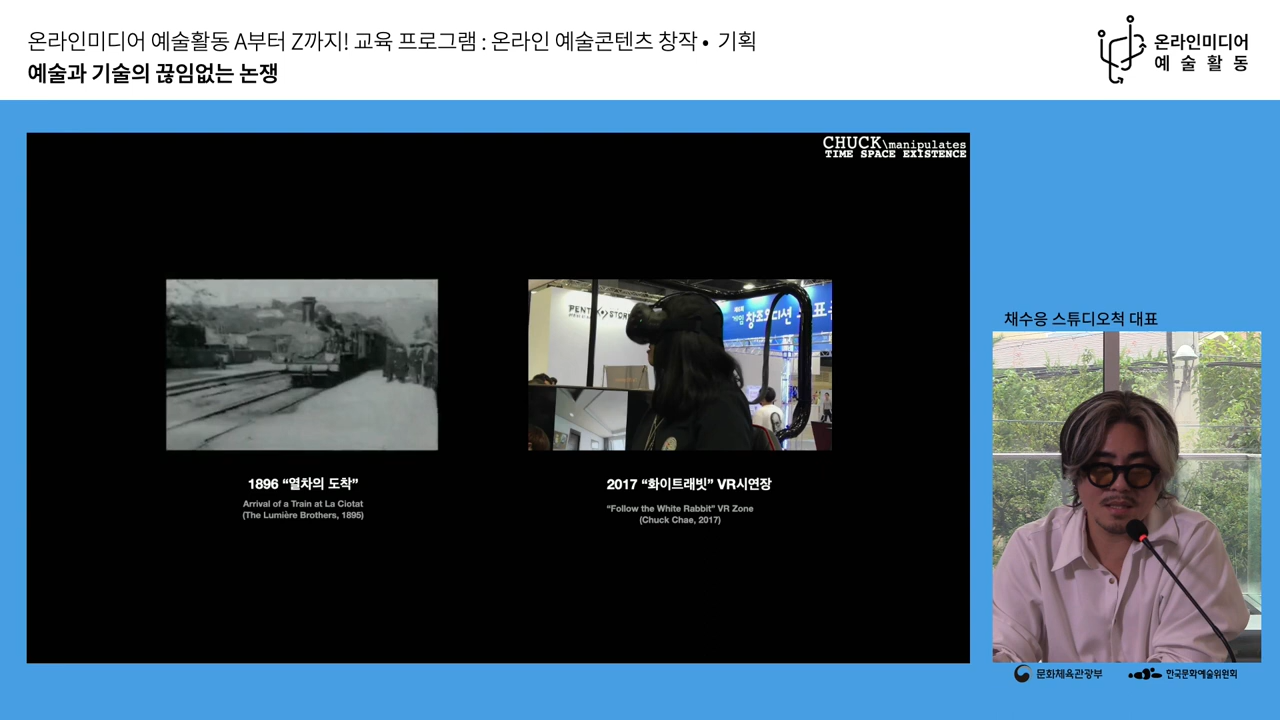 온라인미디어 예술활동 A부터 Z까지! 교육 프로그램 : 온라인 예술콘텐츠 창작 • 기획
예술과 기술의 끊임없는 논쟁
온라인미디어
예 술 활 동
CHUCK\manipulates
TIME SPACE EXISTENCE
1896 “열차의 도착”
Arrival of a Train at La Ciotat
(The Lumière Brothers, 1895)
2017 “화이트래빗” VR시연장
“Follow the White Rabbit” VR Zone
(Chuck Chae, 2017)
채수응 스튜디오척 대표
문화체육관광부
한국문화예술위원회